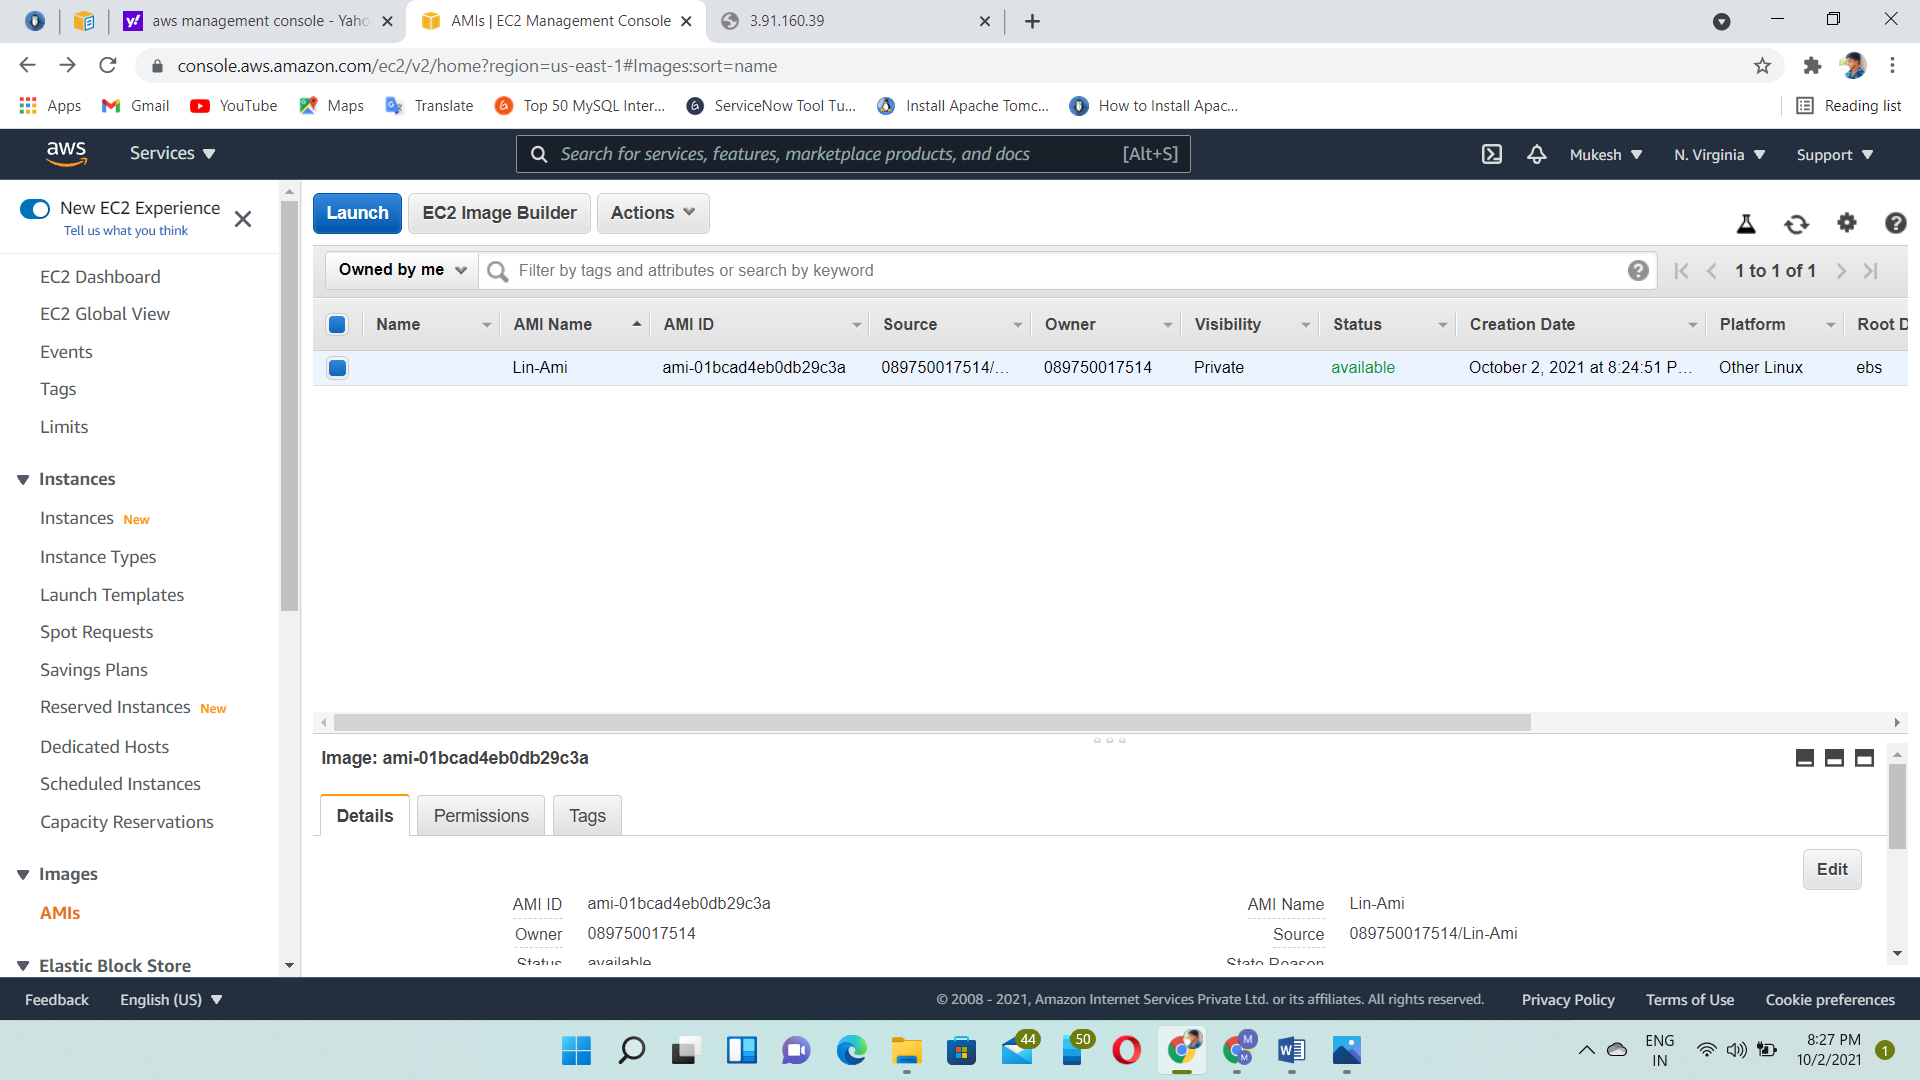 aws management console - Yaho
AMIs | EC2 Management Console
3.91.160.39
console.aws.amazon.com/ec2/v2/home?region=us-east-1#Images:sort=name
Apps
Gmail
YouTube
Maps
Translate
Top 50 MySQL Inter...
ServiceNow Tool Tu...
Install Apache Tomc...
How to Install Apac...
Reading list
aws
Services
Search for services, features, marketplace products, and docs
[Alt+S]
Mukesh
N. Virginia
Support
New EC2 Experience
Tell us what you think
EC2 Dashboard
EC2 Global View
Events
Tags
Limits
Instances
Instances New
Instance Types
Launch Templates
Spot Requests
Savings Plans
Reserved Instances New
Dedicated Hosts
Scheduled Instances
Capacity Reservations
Images
AMIs
Elastic Block Store
Launch
EC2 Image Builder
Actions
Owned by me
Filter by tags and attributes or search by keyword
1 to 1 of 1
Name
AMI Name
AMI ID
Source
Owner
Visibility
Status
Creation Date
Platform
Root D
Lin-Ami
ami-01bcad4eb0db29c3a
089750017514/...
089750017514
Private
available
October 2, 2021 at 8:24:51 P...
Other Linux
ebs
Image: ami-01bcad4eb0db29c3a
Details
Permissions
Tags
Edit
AMI ID ami-01bcad4eb0db29c3a
AMI Name Lin-Ami
Owner 089750017514
Source 089750017514/Lin-Ami
Status available
State Reason
Feedback
English (US)
© 2008 - 2021, Amazon Internet Services Private Ltd. or its affiliates. All rights reserved.
Privacy Policy
Terms of Use
Cookie preferences
44
50
M
M
ENG
IN
8:27 PM
10/2/2021
1